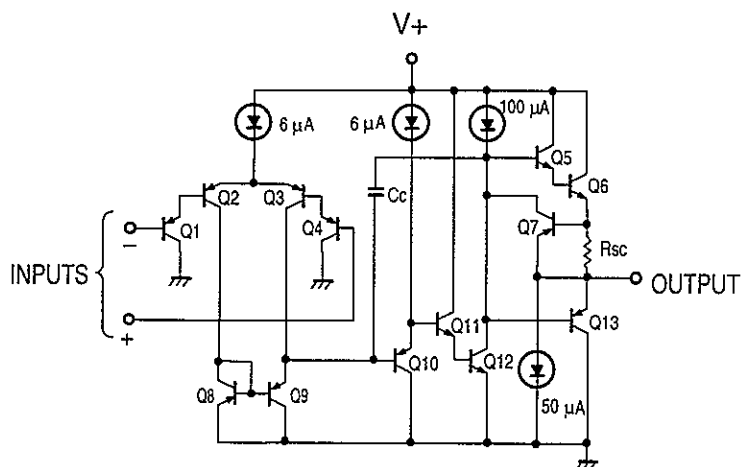 V+
6 µA
6 µA
100 µA
Q5
Q6
Q2
Q3
Cc
Q7
Q1
Q4
Rsc
−
INPUTS
OUTPUT
+
Q11
Q13
Q10
Q12
Q8
Q9
50 µA